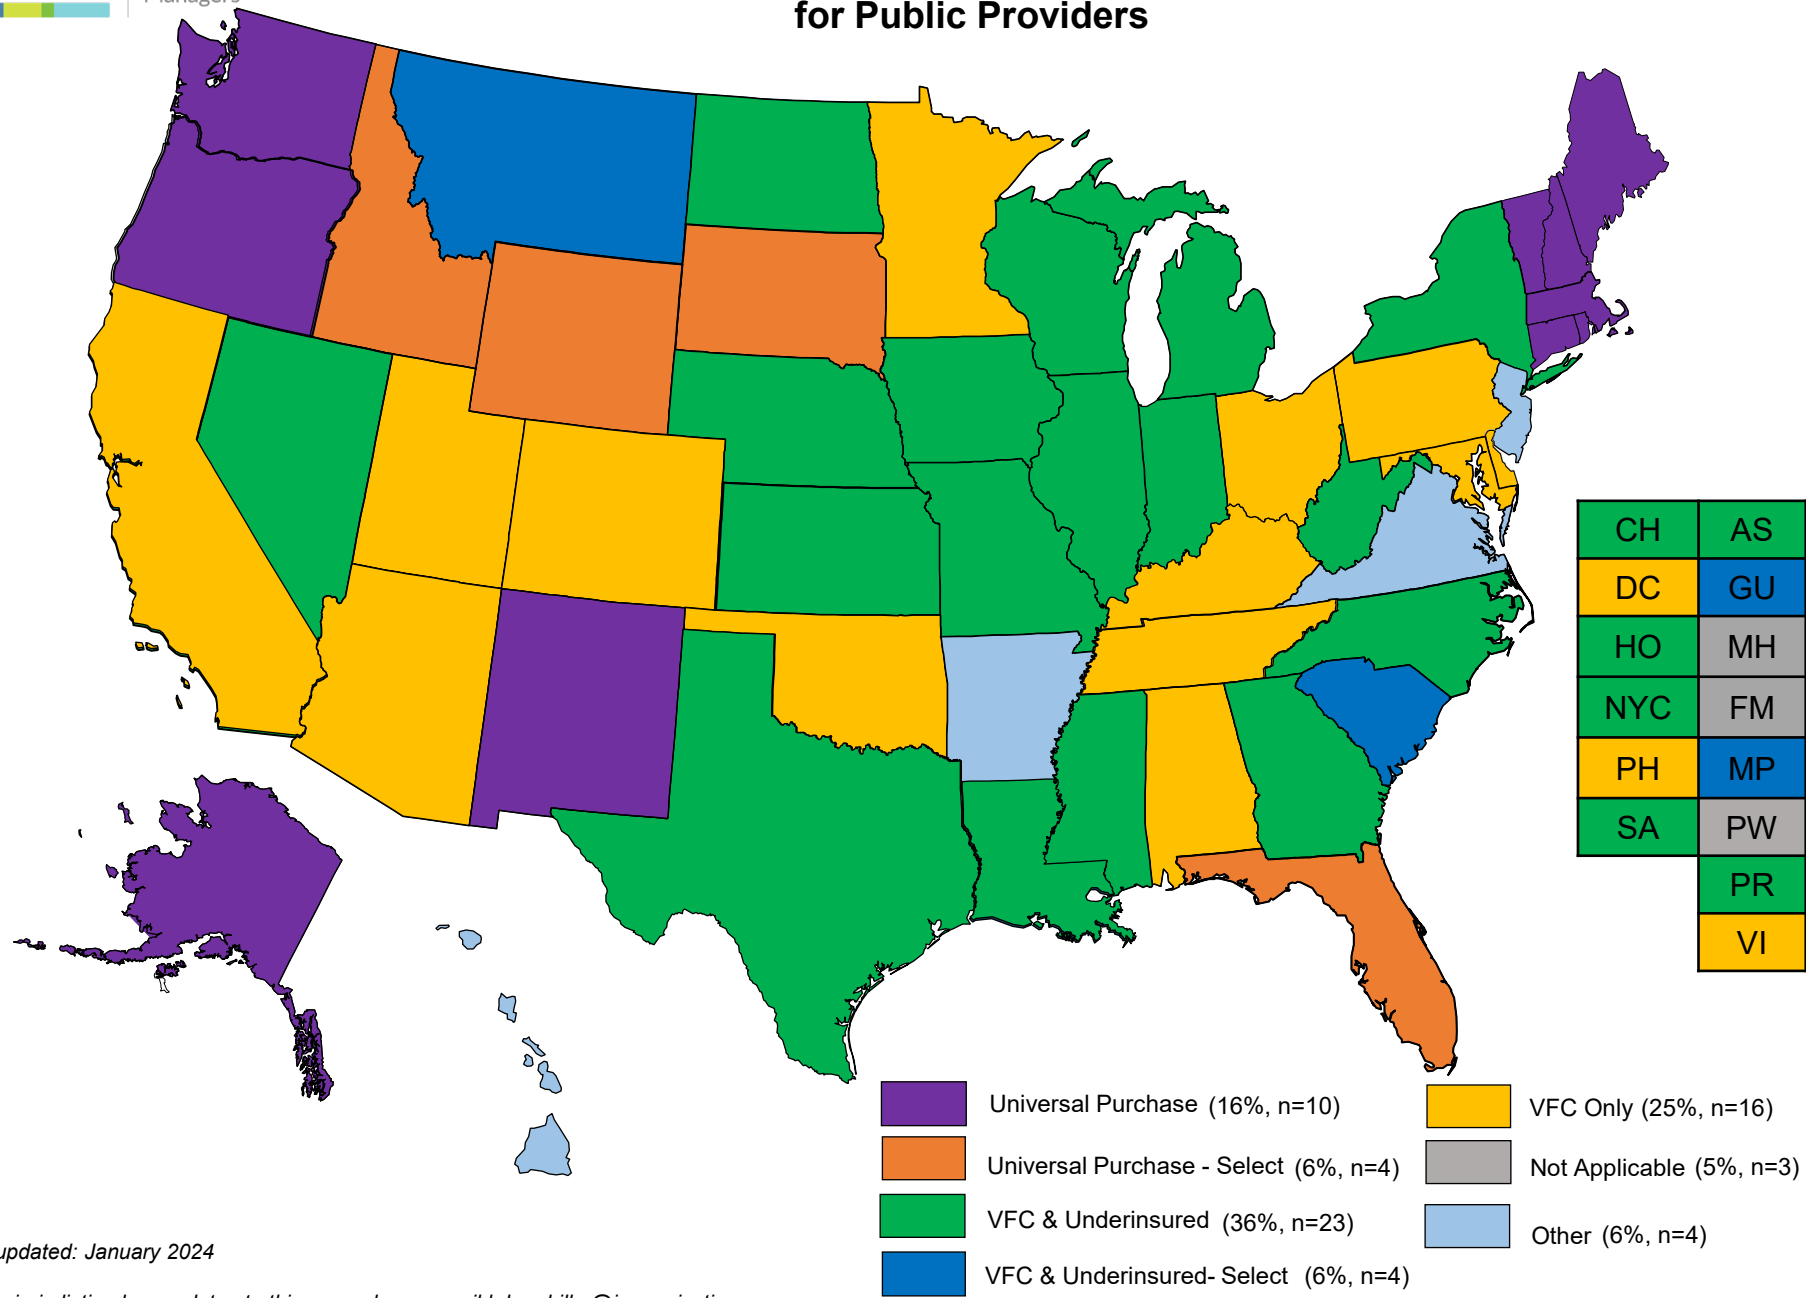 Managers
for Public Providers
CH AS
DC GU
HO MH
NYC FM
PH MP
SA PW
PR
VI
Universal Purchase (16%, n=10)
Universal Purchase - Select (6%, n=4)
VFC & Underinsured (36%, n=23)
VFC & Underinsured- Select (6%, n=4)
VFC Only (25%, n=16)
Not Applicable (5%, n=3)
Other (6%, n=4)
updated: January 2024